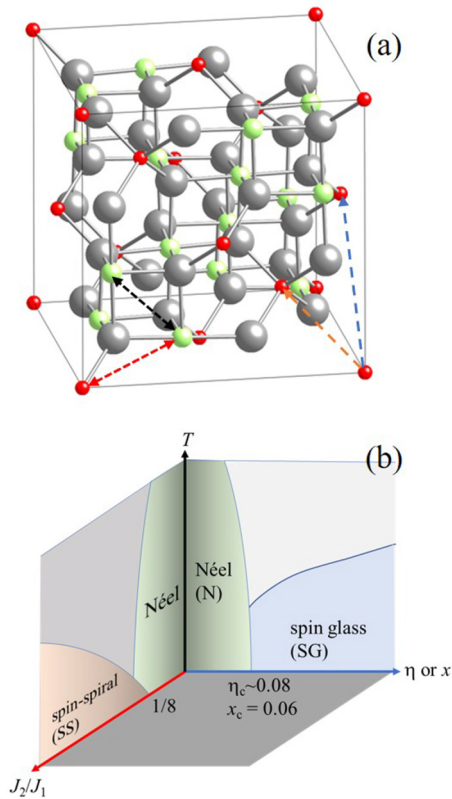 (a)
(b)
T
Néel
Néel
(N)
spin glass
(SG)
η or x
spin-spiral
(SS)
1/8
ηc~0.08
xc = 0.06
J2/J1